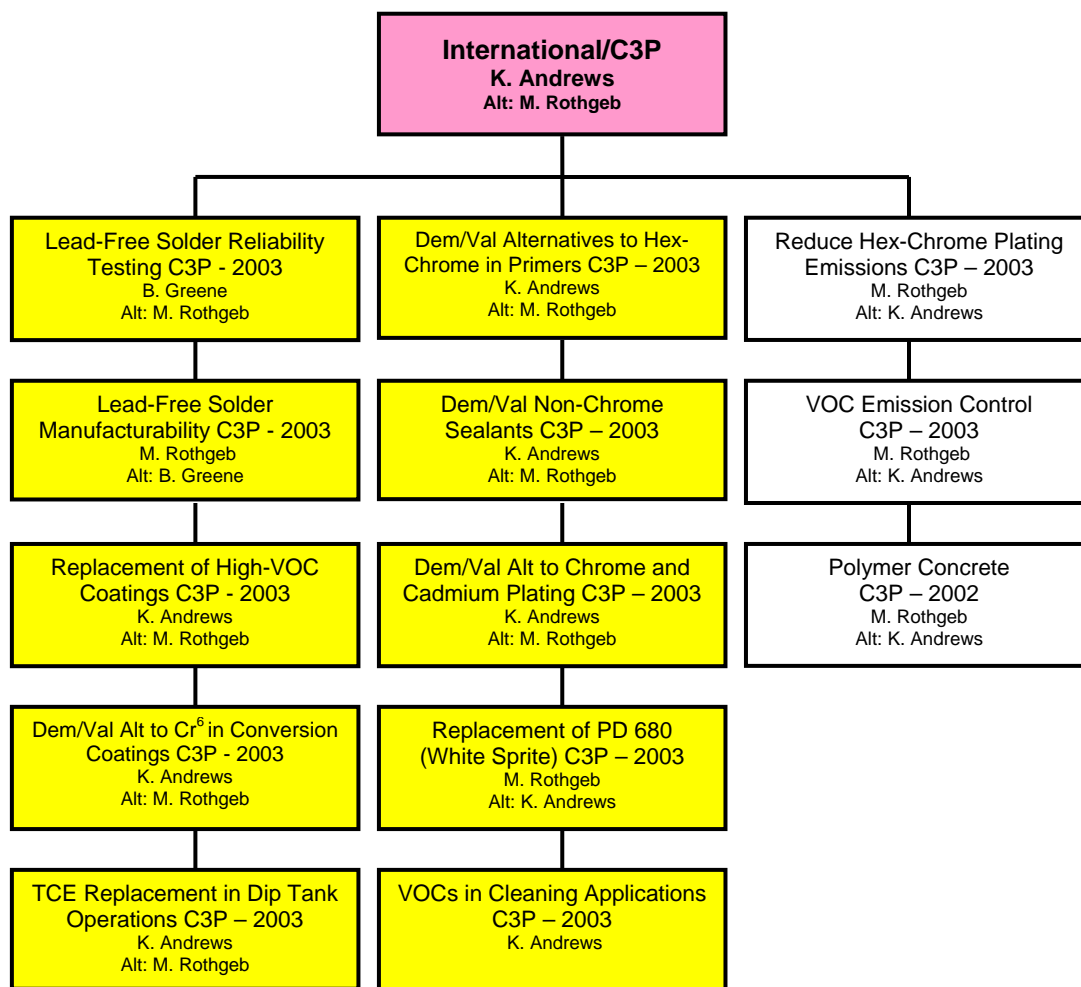 International/C3P
K. Andrews
Alt: M. Rothgeb
Lead-Free Solder Reliability
Testing C3P - 2003
B. Greene
Alt: M. Rothgeb
Lead-Free Solder
Manufacturability C3P - 2003
M. Rothgeb
Alt: B. Greene
Replacement of High-VOC
Coatings C3P - 2003
K. Andrews
Alt: M. Rothgeb
Dem/Val Alt to Cr⁶ in Conversion
Coatings C3P - 2003
K. Andrews
Alt: M. Rothgeb
TCE Replacement in Dip Tank
Operations C3P – 2003
K. Andrews
Alt: M. Rothgeb
Dem/Val Alternatives to Hex-
Chrome in Primers C3P – 2003
K. Andrews
Alt: M. Rothgeb
Dem/Val Non-Chrome
Sealants C3P – 2003
K. Andrews
Alt: M. Rothgeb
Dem/Val Alt to Chrome and
Cadmium Plating C3P – 2003
K. Andrews
Alt: M. Rothgeb
Replacement of PD 680
(White Sprite) C3P – 2003
M. Rothgeb
Alt: K. Andrews
VOCs in Cleaning Applications
C3P – 2003
K. Andrews
Reduce Hex-Chrome Plating
Emissions C3P – 2003
M. Rothgeb
Alt: K. Andrews
VOC Emission Control
C3P – 2003
M. Rothgeb
Alt: K. Andrews
Polymer Concrete
C3P – 2002
M. Rothgeb
Alt: K. Andrews